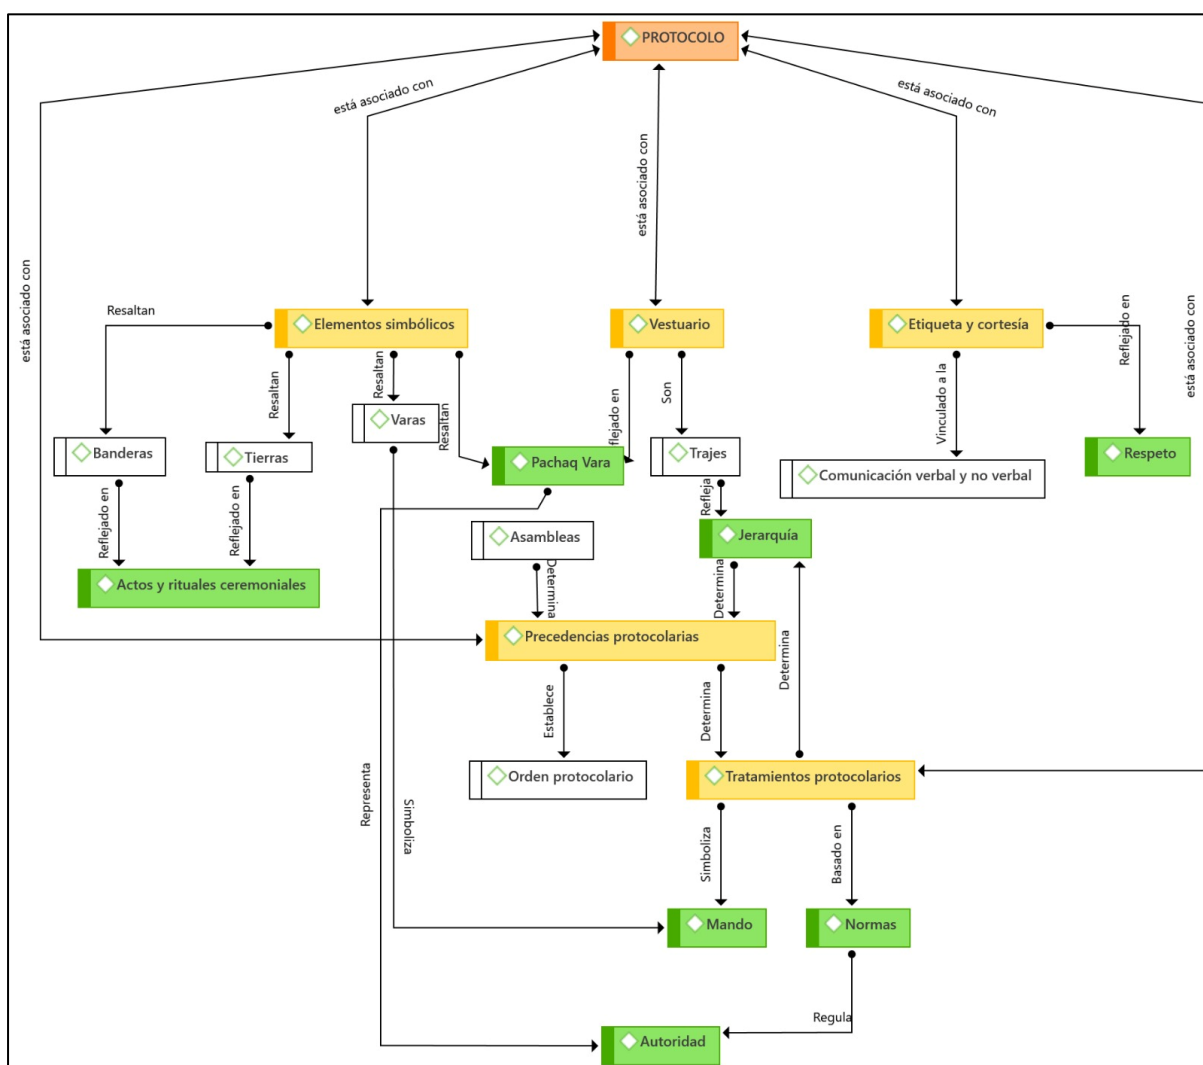 PROTOCOLO
está asociado con
está asociado con
está asociado con
está asociado con
está asociado con
Resaltan
Elementos simbólicos
Vestuario
Etiqueta y cortesía
Reflejado en
Resaltan
Resaltan
Resaltan
flejado en
Son
Vinculado a la
Varas
Banderas
Tierras
Pachaq Vara
Trajes
Respeto
Comunicación verbal y no verbal
Reflejado en
Reflejado en
Refleja
Asambleas
Jerarquía
Actos y rituales ceremoniales
Determina
Determina
Precedencias protocolarias
Determina
Establece
Determina
Orden protocolario
Tratamientos protocolarios
Representa
Simboliza
Simboliza
Basado en
Mando
Normas
Regula
Autoridad